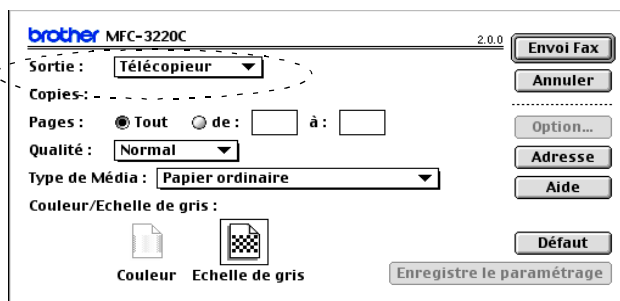 brother MFC-3220C 2.0.0 Envoi Fax
Sortie : Télécopieur Annuler
Copies :
Pages : Tout de : à : Option...
Qualité : Normal Adresse
Type de Média : Papier ordinaire Aide
Couleur/Echelle de gris :
Défaut
Couleur Echelle de gris Enregistre le paramétrage